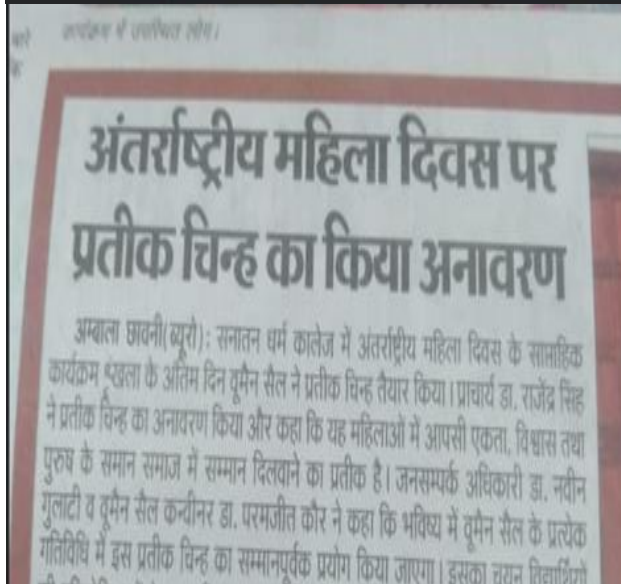 कार्यक्रम में उपस्थित लोग।
अंतर्राष्ट्रीय महिला दिवस पर
प्रतीक चिन्ह का किया अनावरण
अम्बाला छावनी(ब्यूरो): सनातन धर्म कालेज में अंतर्राष्ट्रीय महिला दिवस के साप्ताहिक
कार्यक्रम श्रृंखला के अंतिम दिन वूमैन सैल ने प्रतीक चिन्ह तैयार किया। प्राचार्य डा. राजेंद्र सिंह
ने प्रतीक चिन्ह का अनावरण किया और कहा कि यह महिलाओं में आपसी एकता, विश्वास तथा
पुरुष के समान समाज में सम्मान दिलवाने का प्रतीक है। जनसम्पर्क अधिकारी डा. नवीन
गुलाटी व वूमैन सैल कन्वीनर डा. परमजीत कौर ने कहा कि भविष्य में वूमैन सैल के प्रत्येक
गतिविधि में इस प्रतीक चिन्ह का सम्मानपूर्वक प्रयोग किया जाएगा। इसका चयन विद्यार्थियों